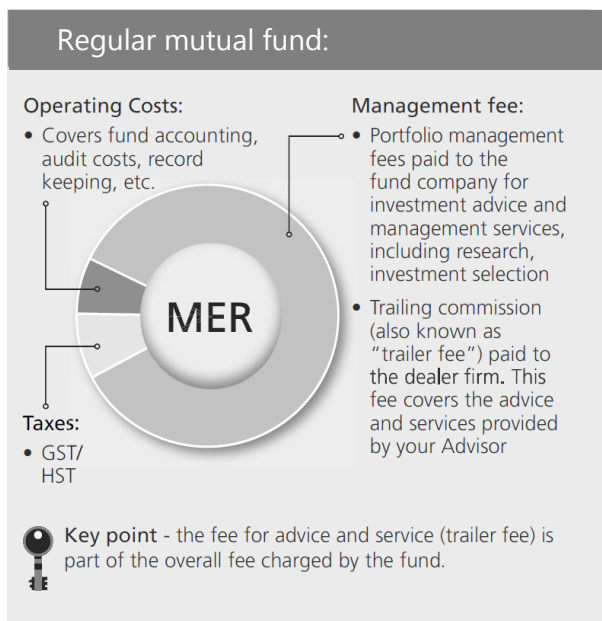 Regular mutual fund:
Operating Costs:
• Covers fund accounting,
audit costs, record
keeping, etc.
Management fee:
• Portfolio management
fees paid to the
fund company for
investment advice and
management services,
including research,
investment selection
• Trailing commission
(also known as
“trailer fee”) paid to
the dealer firm. This
fee covers the advice
and services provided
by your Advisor
MER
Taxes:
• GST/
HST
Key point - the fee for advice and service (trailer fee) is
part of the overall fee charged by the fund.